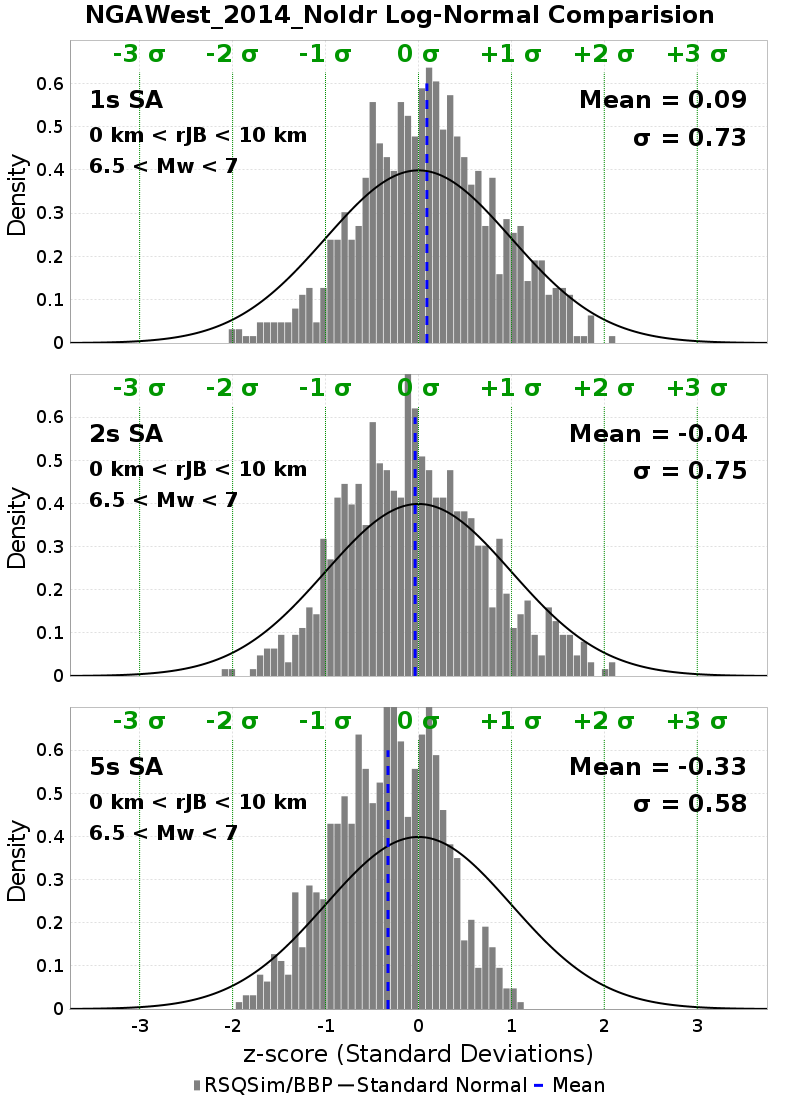 NGAWest_2014_NoIdr Log-Normal Comparision
-3 σ -2 σ -1 σ 0 σ +1 σ +2 σ +3 σ
0.6
1s SA Mean = 0.09
0.5
0 km < rJB < 10 km σ = 0.73
6.5 < Mw < 7
0.4
0.3
0.2
0.1
0
Density
-3 σ -2 σ -1 σ 0 σ +1 σ +2 σ +3 σ
0.6
2s SA Mean = -0.04
0.5
0 km < rJB < 10 km σ = 0.75
6.5 < Mw < 7
0.4
0.3
0.2
0.1
0
Density
-3 σ -2 σ -1 σ 0 σ +1 σ +2 σ +3 σ
0.6
5s SA Mean = -0.33
0.5
0 km < rJB < 10 km σ = 0.58
6.5 < Mw < 7
0.4
0.3
0.2
0.1
0
Density
-3 -2 -1 0 1 2 3
z-score (Standard Deviations)
RSQSim/BBP Standard Normal Mean